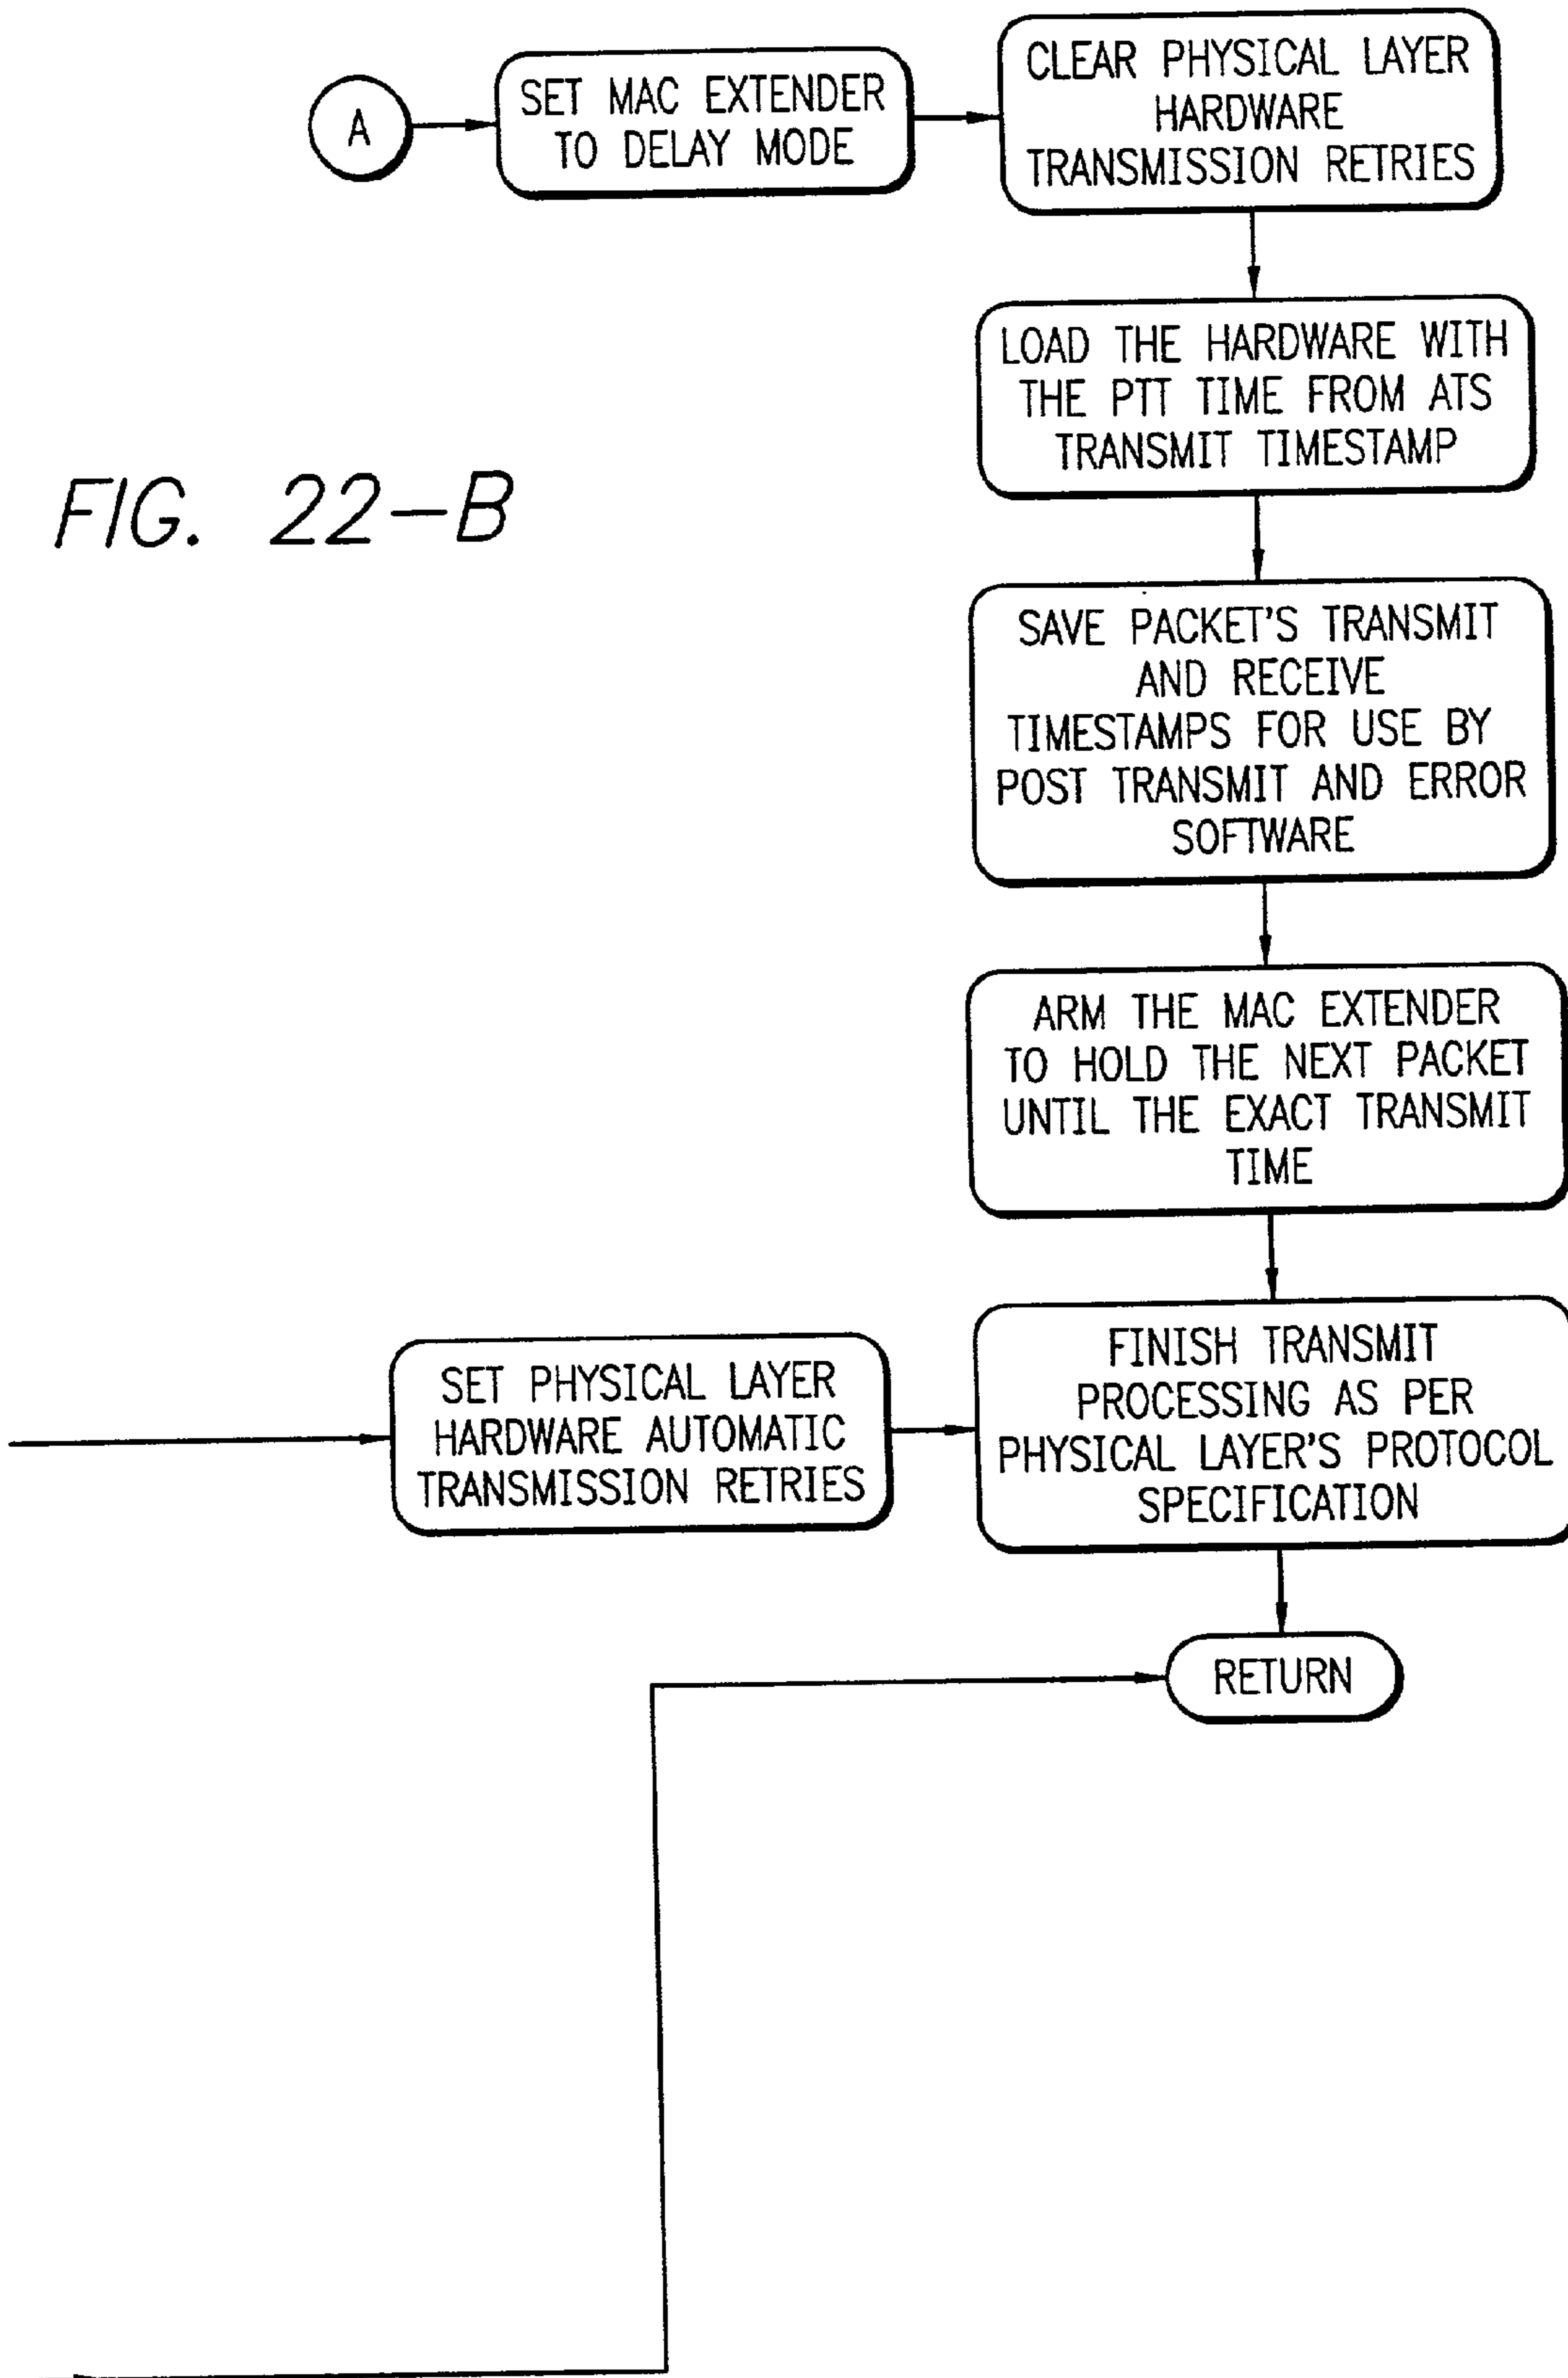 A
SET MAC EXTENDER
TO DELAY MODE
CLEAR PHYSICAL LAYER
HARDWARE
TRANSMISSION RETRIES
LOAD THE HARDWARE WITH
THE PTT TIME FROM ATS
TRANSMIT TIMESTAMP
FIG. 22-B
SAVE PACKET'S TRANSMIT
AND RECEIVE
TIMESTAMPS FOR USE BY
POST TRANSMIT AND ERROR
SOFTWARE
ARM THE MAC EXTENDER
TO HOLD THE NEXT PACKET
UNTIL THE EXACT TRANSMIT
TIME
SET PHYSICAL LAYER
HARDWARE AUTOMATIC
TRANSMISSION RETRIES
FINISH TRANSMIT
PROCESSING AS PER
PHYSICAL LAYER'S PROTOCOL
SPECIFICATION
RETURN